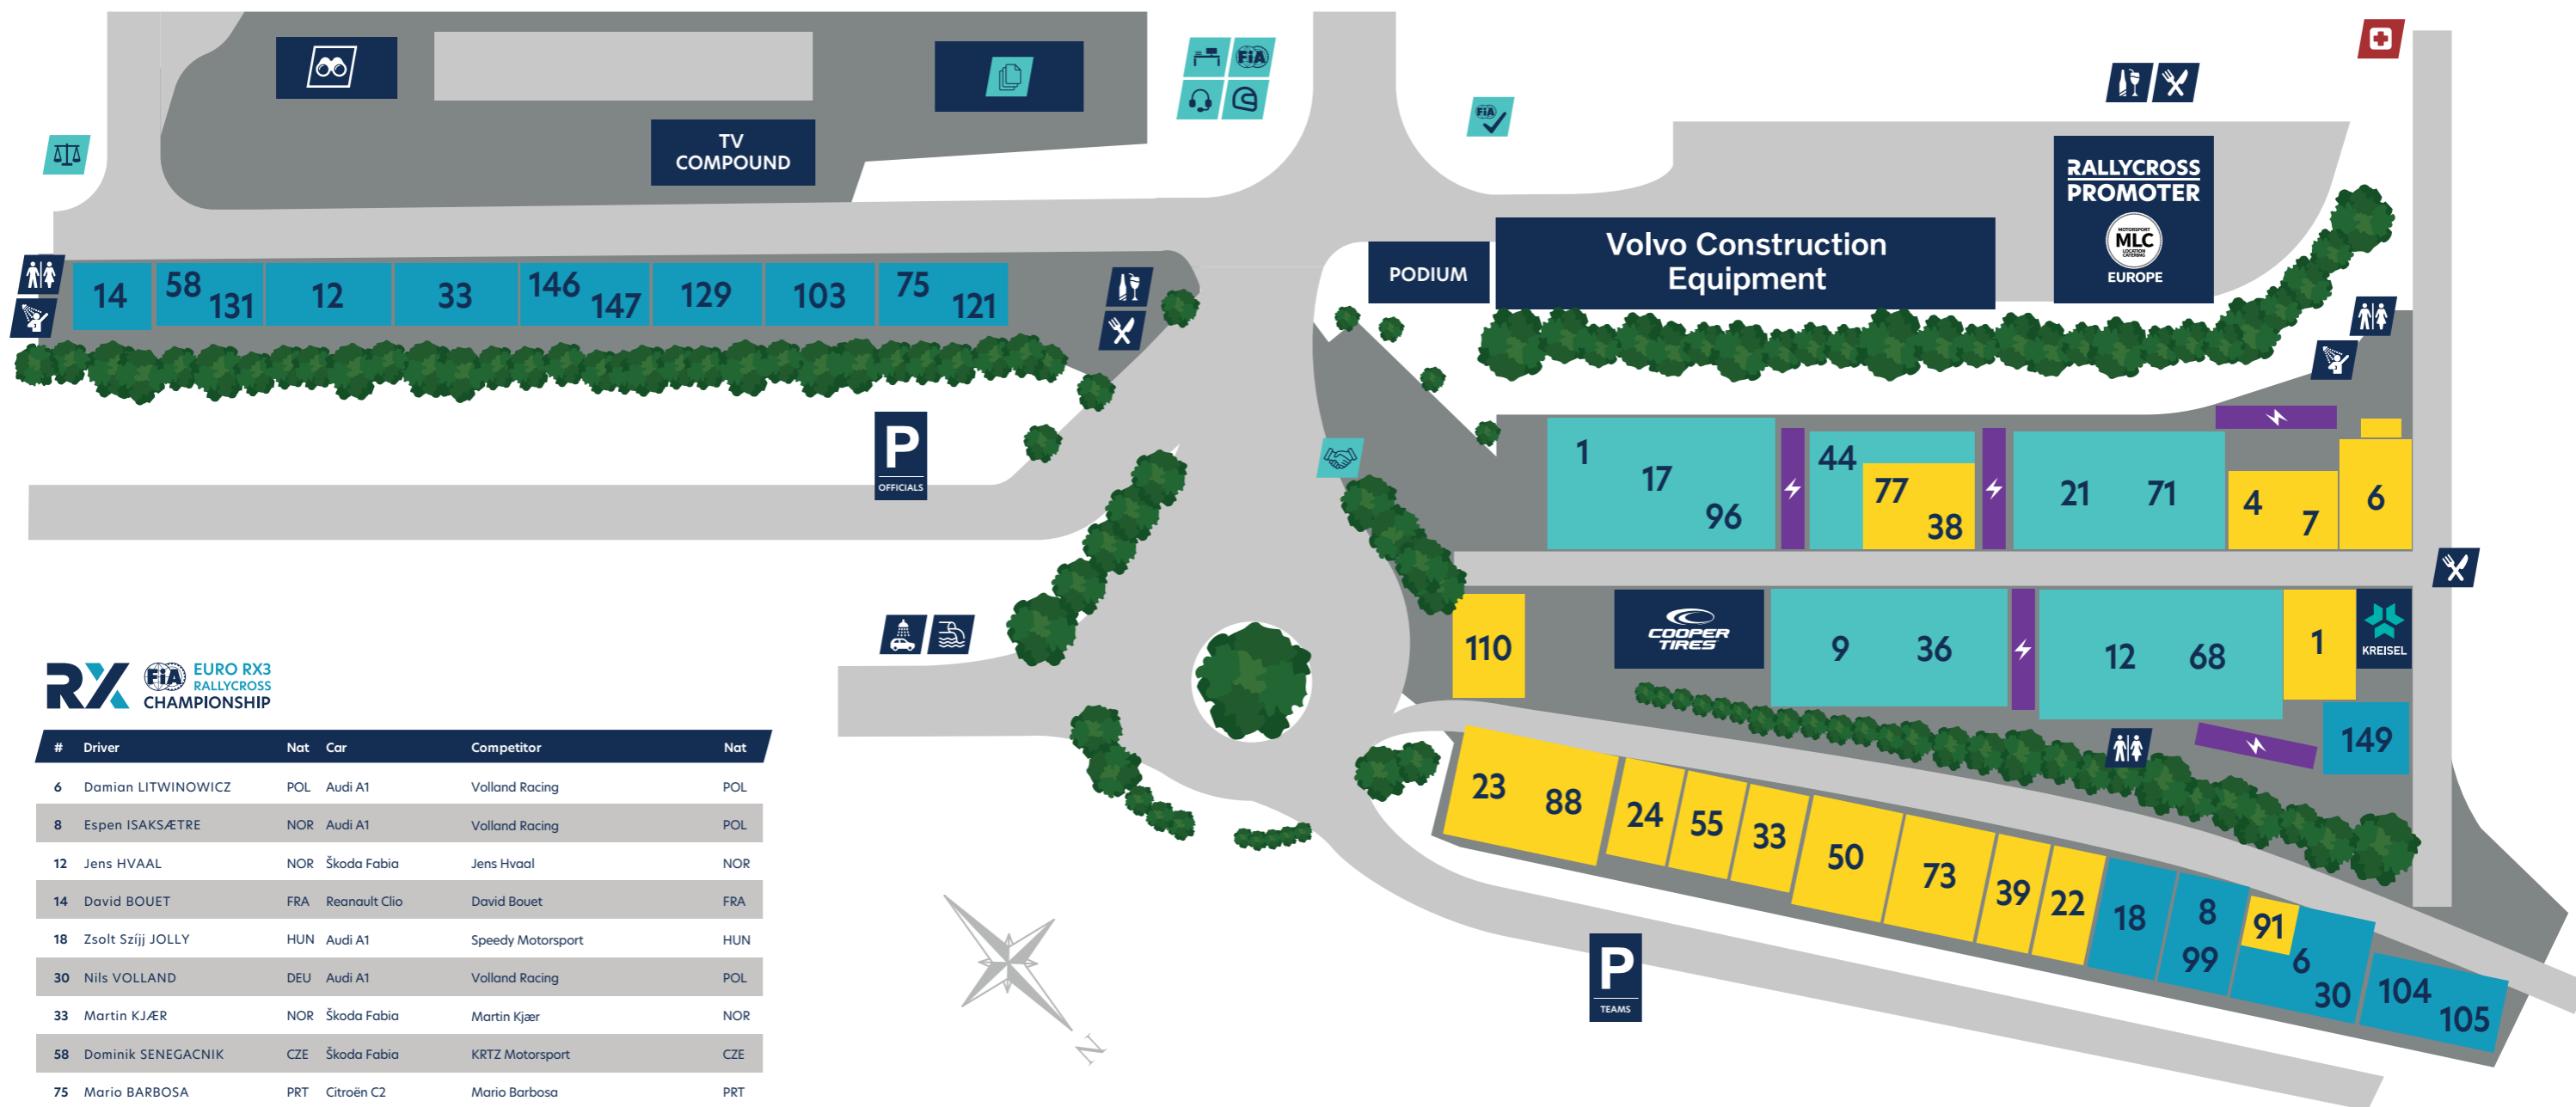 FiA
FiA
TV
COMPOUND
RALLYCROSS
PROMOTER
MOTORSPORT
MLC
LOCATION
CATERING
EUROPE
Volvo Construction
Equipment
PODIUM
14
58
131
12
33
146
147
129
103
75
121
P
OFFICIALS
1
17
96
44
77
38
21
71
4
7
6
110
COOPER
TIRES
9
36
12
68
1
KREISEL
149
23
88
24
55
33
50
73
39
22
18
8
99
91
6
30
104
105
P
TEAMS
N
RX FiA EURO RX3
RALLYCROSS
CHAMPIONSHIP
# Driver Nat Car Competitor Nat
6 Damian LITWINOWICZ POL Audi A1 Volland Racing POL
8 Espen ISAKSÆTRE NOR Audi A1 Volland Racing POL
12 Jens HVAAL NOR Škoda Fabia Jens Hvaal NOR
14 David BOUET FRA Reanault Clio David Bouet FRA
18 Zsolt Szíjj JOLLY HUN Audi A1 Speedy Motorsport HUN
30 Nils VOLLAND DEU Audi A1 Volland Racing POL
33 Martin KJÆR NOR Škoda Fabia Martin Kjær NOR
58 Dominik SENEGACNIK CZE Škoda Fabia KRTZ Motorsport CZE
75 Mario BARBOSA PRT Citroën C2 Mario Barbosa PRT